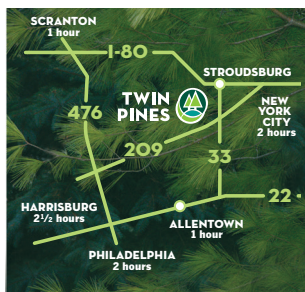 SCRANTON
1 hour
I-80
STROUDSBURG
TWIN
PINES
NEW
YORK
CITY
2 hours
476
209
33
22
HARRISBURG
2½ hours
ALLENTOWN
1 hour
PHILADELPHIA
2 hours